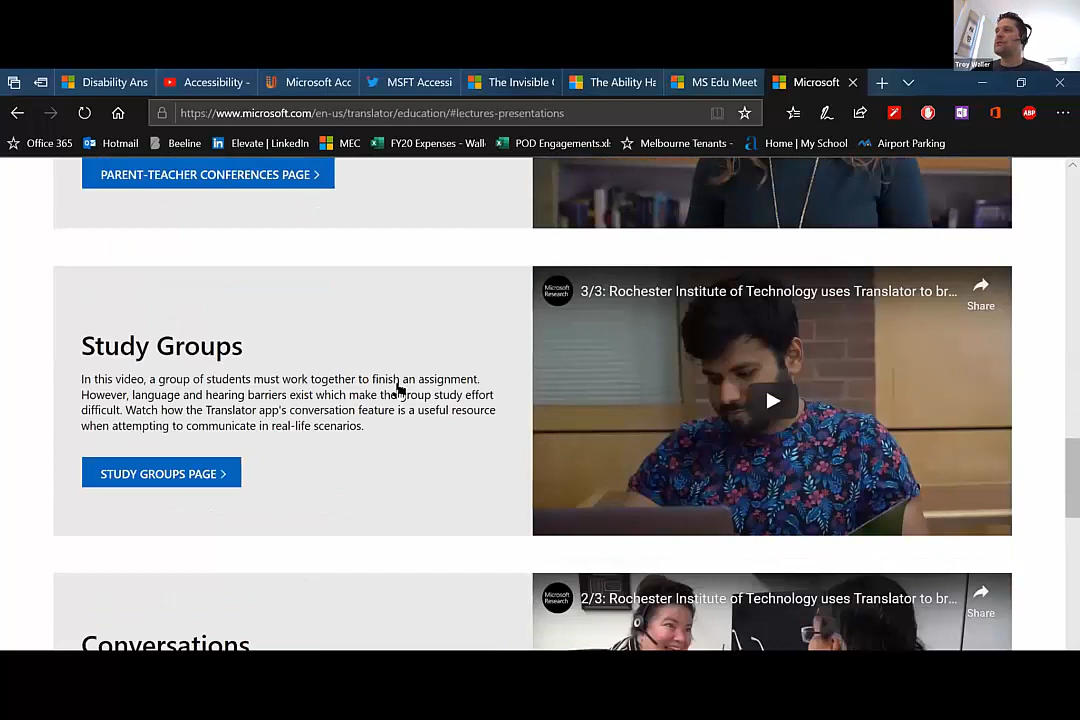 Troy Waller
Disability Ans
Accessibility -
Microsoft Acc
MSFT Accessi
The Invisible
The Ability Ha
MS Edu Meet
Microsoft
https://www.microsoft.com/en-us/translator/education/#lectures-presentations
ABP
Office 365
Hotmail
Beeline
Elevate | LinkedIn
MEC
FY20 Expenses - Walle
POD Engagements.xl
Melbourne Tenants -
Home | My School
Airport Parking
PARENT-TEACHER CONFERENCES PAGE >
Microsoft
Research
3/3: Rochester Institute of Technology uses Translator to br...
Share
Study Groups
In this video, a group of students must work together to finish an assignment.
However, language and hearing barriers exist which make the group study effort
difficult. Watch how the Translator app's conversation feature is a useful resource
when attempting to communicate in real-life scenarios.
STUDY GROUPS PAGE >
Microsoft
Research
2/3: Rochester Institute of Technology uses Translator to br...
Share
Conversations